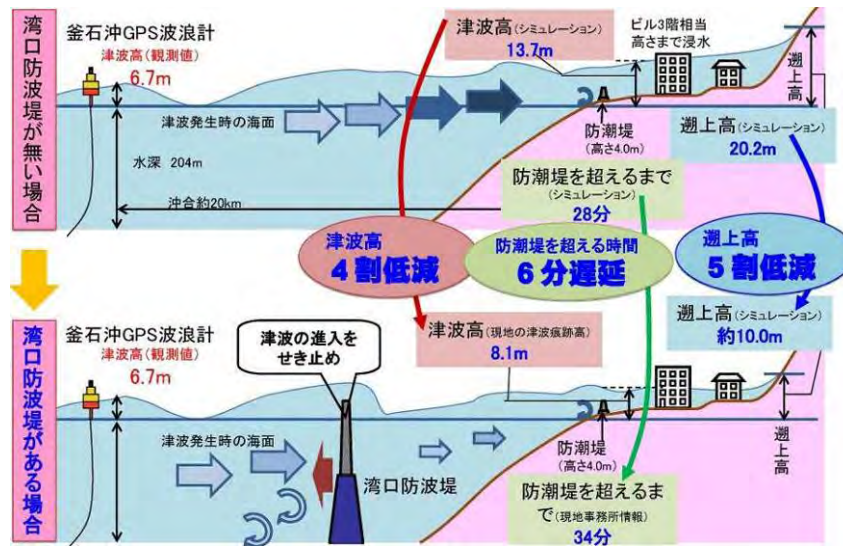 湾口防波堤が無い場合
釜石沖GPS波浪計
津波高(観測値)
6.7m
津波高(シミュレーション)
13.7m
ビル3階相当
高さまで浸水
遡上高
津波発生時の海面
水深 204m
沖合約20km
防潮堤
(高さ4.0m)
遡上高(シミュレーション)
20.2m
防潮堤を超えるまで
(シミュレーション)
28分
津波高
4割低減
防潮堤を超える時間
6分遅延
遡上高
5割低減
湾口防波堤がある場合
釜石沖GPS波浪計
津波高(観測値)
6.7m
津波の進入を
せき止め
津波高(現地の津波痕跡高)
8.1m
遡上高(シミュレーション)
約10.0m
津波発生時の海面
湾口防波堤
防潮堤
(高さ4.0m)
遡上高
防潮堤を超えるま
で(現地事務所情報)
34分